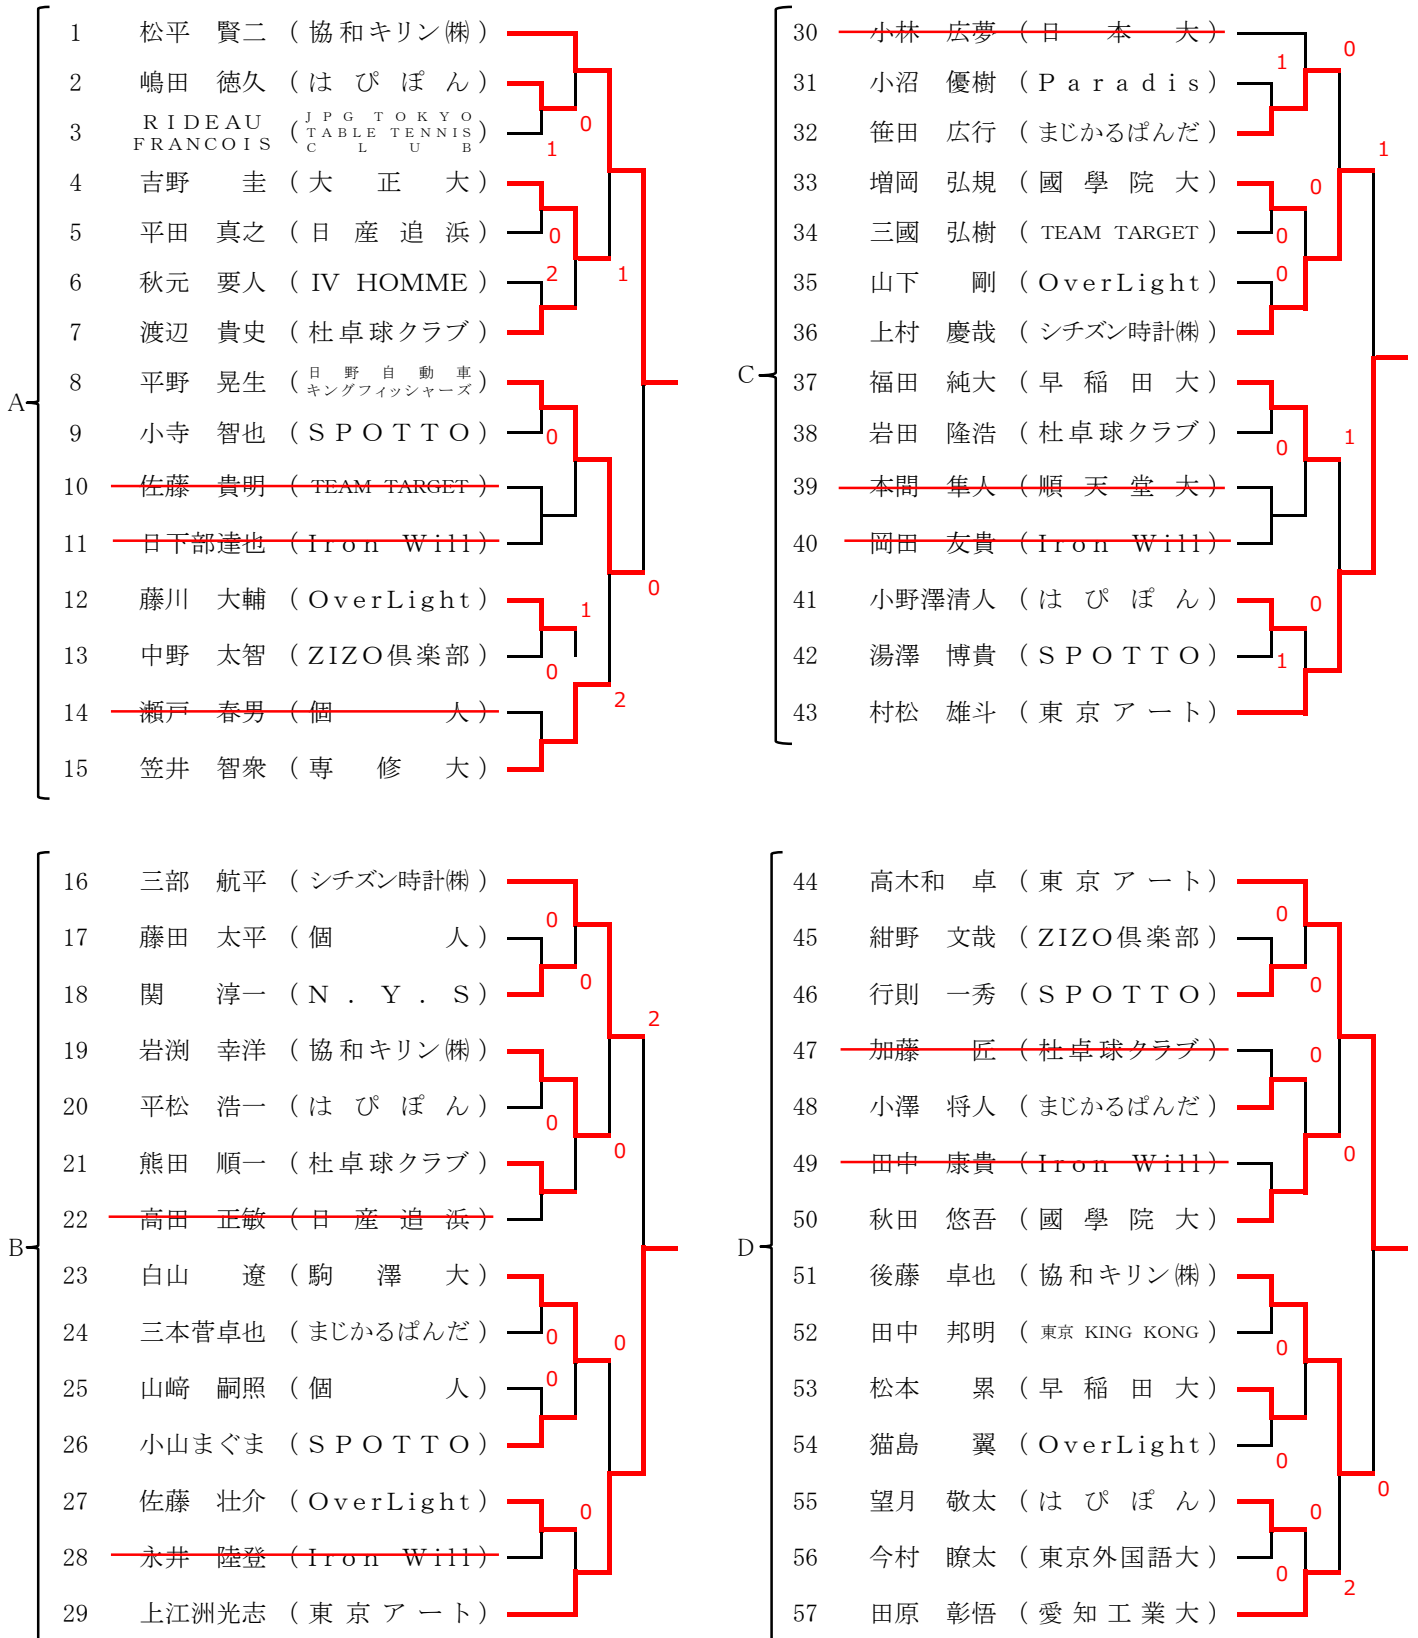 A
1 松平 賢二 (協和キリン㈱)
2 嶋田 徳久 (はぴぽん)
0
3 RIDEAU FRANCOIS (JPG TOKYO TABLE TENNIS CLUB)
1
4 吉野 圭 (大正大)
5 平田 真之 (日産追浜)
0
6 秋元 要人 (IV HOMME)
2 1
7 渡辺 貴史 (杜卓球クラブ)
8 平野 晃生 (日野自動車キングフィッシャーズ)
9 小寺 智也 (SPOTTO)
0
10 佐藤 貴明 (TEAM TARGET)
11 日下部達也 (Iron Will)
0
12 藤川 大輔 (OverLight)
1
13 中野 太智 (ZIZO倶楽部)
0
2
14 瀬戸 春男 (個人)
15 笠井 智衆 (専修大)
B
16 三部 航平 (シチズン時計㈱)
0
17 藤田 太平 (個人)
0
18 関 淳一 (N.Y.S)
2
19 岩渕 幸洋 (協和キリン㈱)
20 平松 浩一 (はぴぽん)
0
0
21 熊田 順一 (杜卓球クラブ)
22 高田 正敏 (日産追浜)
23 白山 遼 (駒澤大)
24 三本菅卓也 (まじかるぱんだ)
0
0
0
25 山﨑 嗣照 (個人)
26 小山まぐま (SPOTTO)
27 佐藤 壮介 (OverLight)
0
28 永井 陸登 (Iron Will)
29 上江洲光志 (東京アート)
C
30 小林 広夢 (日本大)
0
1
31 小沼 優樹 (Paradis)
32 笹田 広行 (まじかるぱんだ)
1
33 増岡 弘規 (國學院大)
0
34 三國 弘樹 (TEAM TARGET)
0
35 山下 剛 (OverLight)
0
36 上村 慶哉 (シチズン時計㈱)
37 福田 純大 (早稲田大)
38 岩田 隆浩 (杜卓球クラブ)
1
0
39 本間 隼人 (順天堂大)
40 岡田 友貴 (Iron Will)
41 小野澤清人 (はぴぽん)
0
42 湯澤 博貴 (SPOTTO)
1
43 村松 雄斗 (東京アート)
D
44 高木和 卓 (東京アート)
0
45 紺野 文哉 (ZIZO倶楽部)
0
46 行則 一秀 (SPOTTO)
47 加藤 匠 (杜卓球クラブ)
0
48 小澤 将人 (まじかるぱんだ)
0
49 田中 康貴 (Iron Will)
50 秋田 悠吾 (國學院大)
51 後藤 卓也 (協和キリン㈱)
52 田中 邦明 (東京 KING KONG)
0
53 松本 累 (早稲田大)
54 猫島 翼 (OverLight)
0
0
55 望月 敬太 (はぴぽん)
0
56 今村 瞭太 (東京外国語大)
0
2
57 田原 彰悟 (愛知工業大)